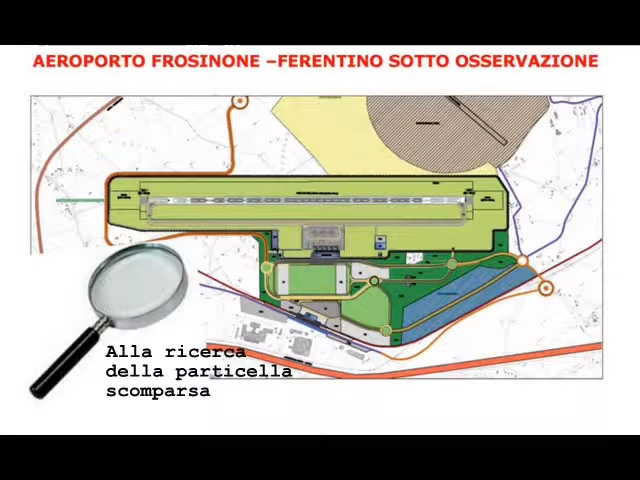 AEROPORTO FROSINONE –FERENTINO SOTTO OSSERVAZIONE
Alla ricerca
della particella
scomparsa